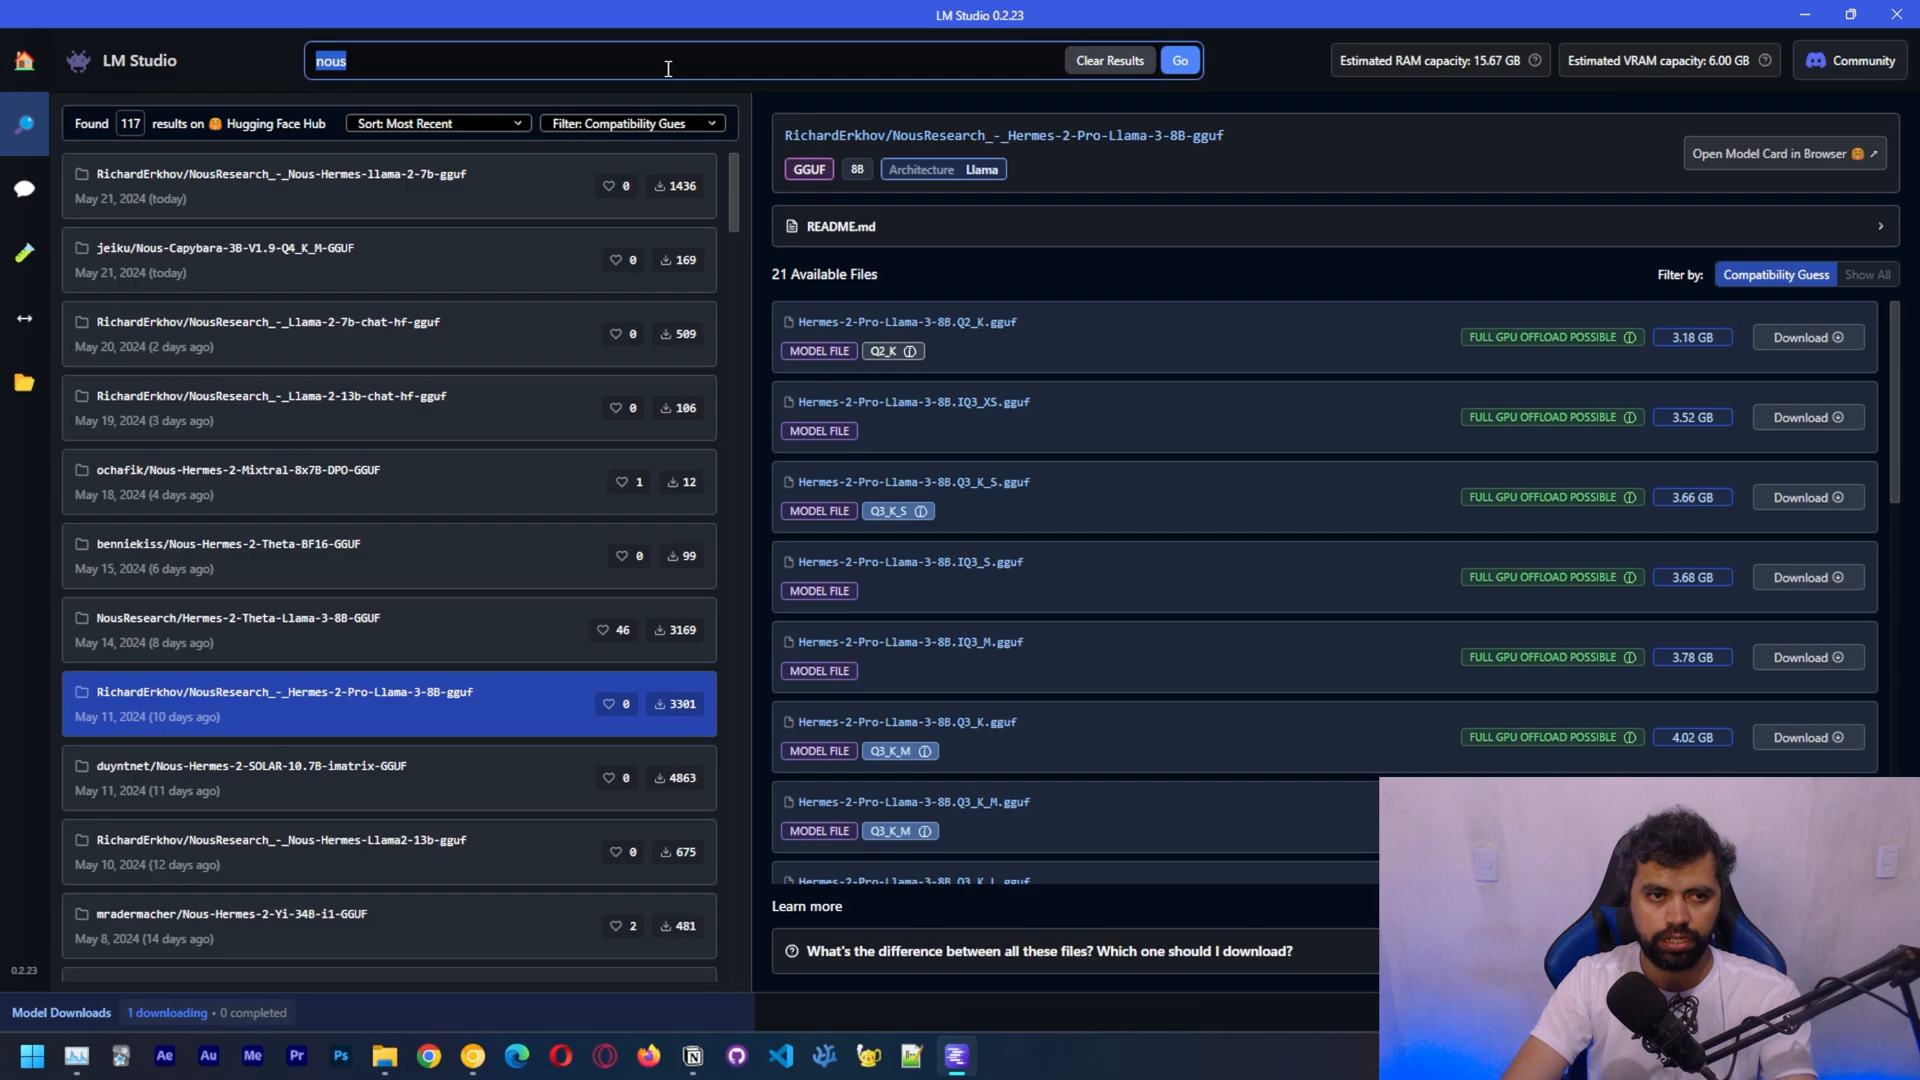 LM Studio 0.2.23
LM Studio
nous
Clear Results
Go
Estimated RAM capacity: 15.67 GB
Estimated VRAM capacity: 6.00 GB
Community
Found 117 results on Hugging Face Hub
Sort: Most Recent
Filter: Compatibility Gues
RichardErkhov/NousResearch_-_Nous-Hermes-llama-2-7b-gguf
0 1436
May 21, 2024 (today)
jeiku/Nous-Capybara-3B-V1.9-Q4_K_M-GGUF
0 169
May 21, 2024 (today)
RichardErkhov/NousResearch_-_Llama-2-7b-chat-hf-gguf
0 509
May 20, 2024 (2 days ago)
RichardErkhov/NousResearch_-_Llama-2-13b-chat-hf-gguf
0 106
May 19, 2024 (3 days ago)
ochafik/Nous-Hermes-2-Mixtral-8x7B-DPO-GGUF
1 12
May 18, 2024 (4 days ago)
benniekiss/Nous-Hermes-2-Theta-BF16-GGUF
0 99
May 15, 2024 (6 days ago)
NousResearch/Hermes-2-Theta-Llama-3-8B-GGUF
46 3169
May 14, 2024 (8 days ago)
RichardErkhov/NousResearch_-_Hermes-2-Pro-Llama-3-8B-gguf
0 3301
May 11, 2024 (10 days ago)
duyntnet/Nous-Hermes-2-SOLAR-10.7B-imatrix-GGUF
0 4863
May 11, 2024 (11 days ago)
RichardErkhov/NousResearch_-_Nous-Hermes-Llama2-13b-gguf
0 675
May 10, 2024 (12 days ago)
mradermacher/Nous-Hermes-2-Yi-34B-i1-GGUF
2 481
May 8, 2024 (14 days ago)
0.2.23
RichardErkhov/NousResearch_-_Hermes-2-Pro-Llama-3-8B-gguf
GGUF 8B Architecture Llama
Open Model Card in Browser
README.md
21 Available Files
Filter by: Compatibility Guess Show All
Hermes-2-Pro-Llama-3-8B.Q2_K.gguf
MODEL FILE Q2_K
FULL GPU OFFLOAD POSSIBLE 3.18 GB Download
Hermes-2-Pro-Llama-3-8B.IQ3_XS.gguf
MODEL FILE
FULL GPU OFFLOAD POSSIBLE 3.52 GB Download
Hermes-2-Pro-Llama-3-8B.Q3_K_S.gguf
MODEL FILE Q3_K_S
FULL GPU OFFLOAD POSSIBLE 3.66 GB Download
Hermes-2-Pro-Llama-3-8B.IQ3_S.gguf
MODEL FILE
FULL GPU OFFLOAD POSSIBLE 3.68 GB Download
Hermes-2-Pro-Llama-3-8B.IQ3_M.gguf
MODEL FILE
FULL GPU OFFLOAD POSSIBLE 3.78 GB Download
Hermes-2-Pro-Llama-3-8B.Q3_K.gguf
MODEL FILE Q3_K_M
FULL GPU OFFLOAD POSSIBLE 4.02 GB Download
Hermes-2-Pro-Llama-3-8B.Q3_K_M.gguf
MODEL FILE Q3_K_M
Hermes-2-Pro-Llama-3-8B.Q3_K_L.gguf
Learn more
What's the difference between all these files? Which one should I download?
Model Downloads 1 downloading • 0 completed
Ae Au Me Pr Ps